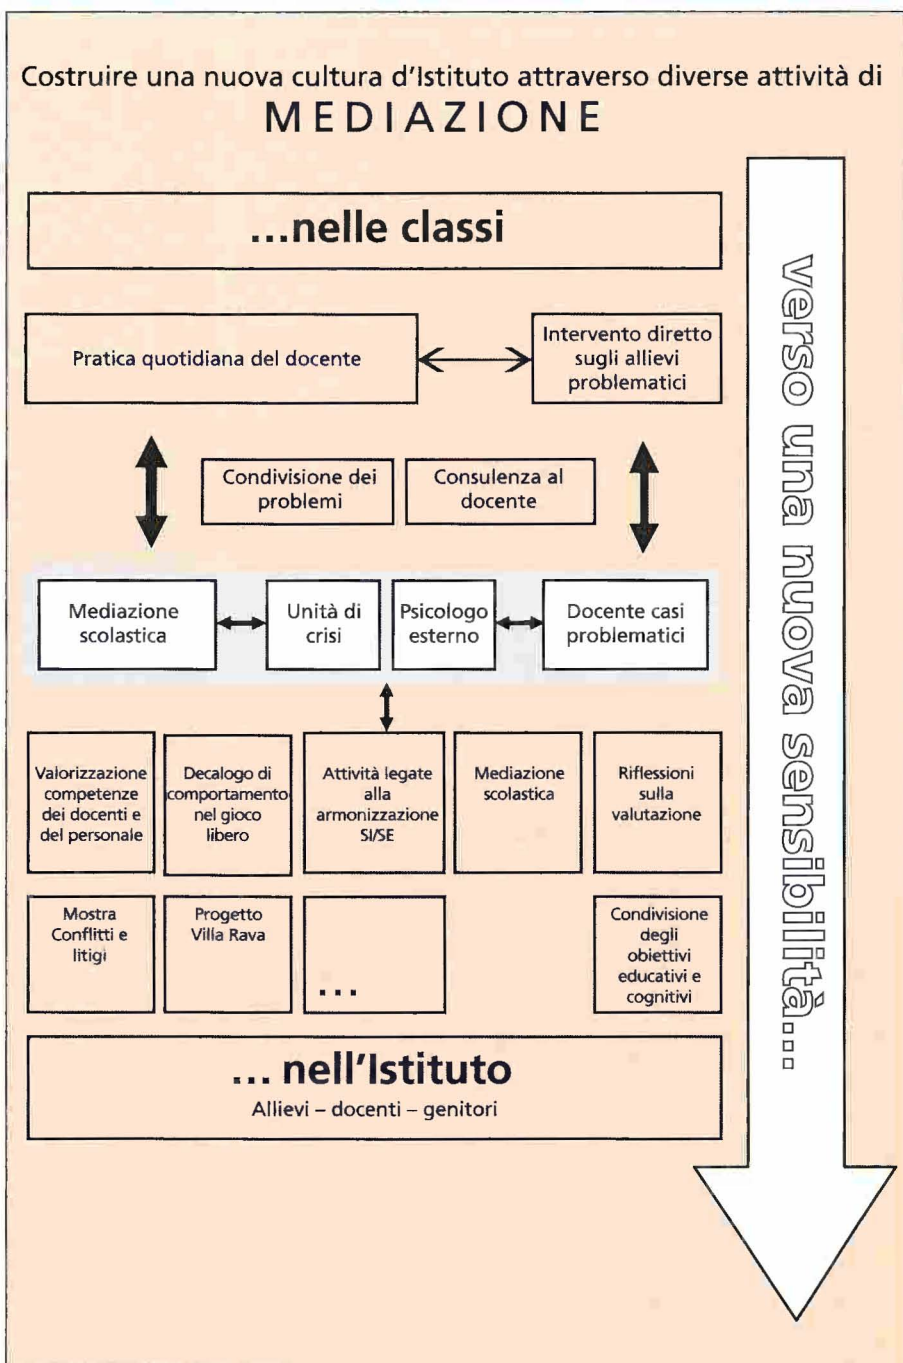 Costruire una nuova cultura d'Istituto attraverso diverse attività di
MEDIAZIONE
...nelle classi
Pratica quotidiana del docente
Intervento diretto
sugli allievi
problematici
Condivisione dei
problemi
Consulenza al
docente
Mediazione
scolastica
Unità di
crisi
Psicologo
esterno
Docente casi
problematici
Valorizzazione
competenze
dei docenti e
del personale
Decalogo di
comportamento
nel gioco
libero
Attività legate
alla
armonizzazione
SI/SE
Mediazione
scolastica
Riflessioni
sulla
valutazione
Mostra
Conflitti e
litigi
Progetto
Villa Rava
...
Condivisione
degli
obiettivi
educativi e
cognitivi
... nell'Istituto
Allievi – docenti – genitori
verso una nuova sensibilità...